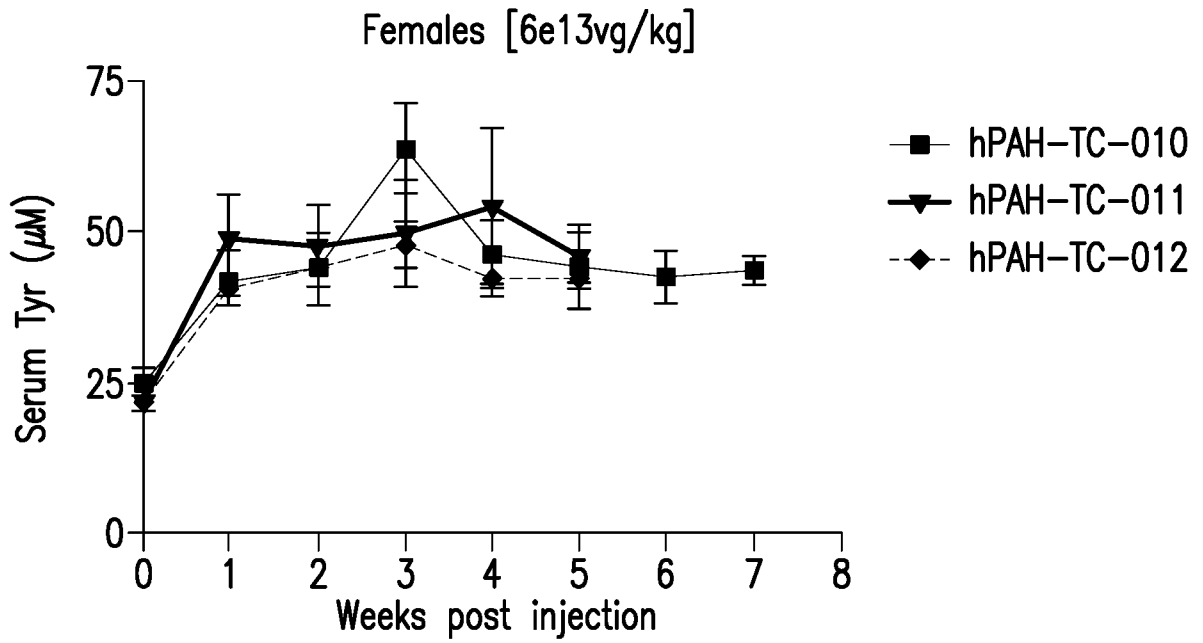 Females [6e13vg/kg]
75
50
25
0
Serum Tyr (µM)
0 1 2 3 4 5 6 7 8
Weeks post injection
hPAH-TC-010
hPAH-TC-011
hPAH-TC-012